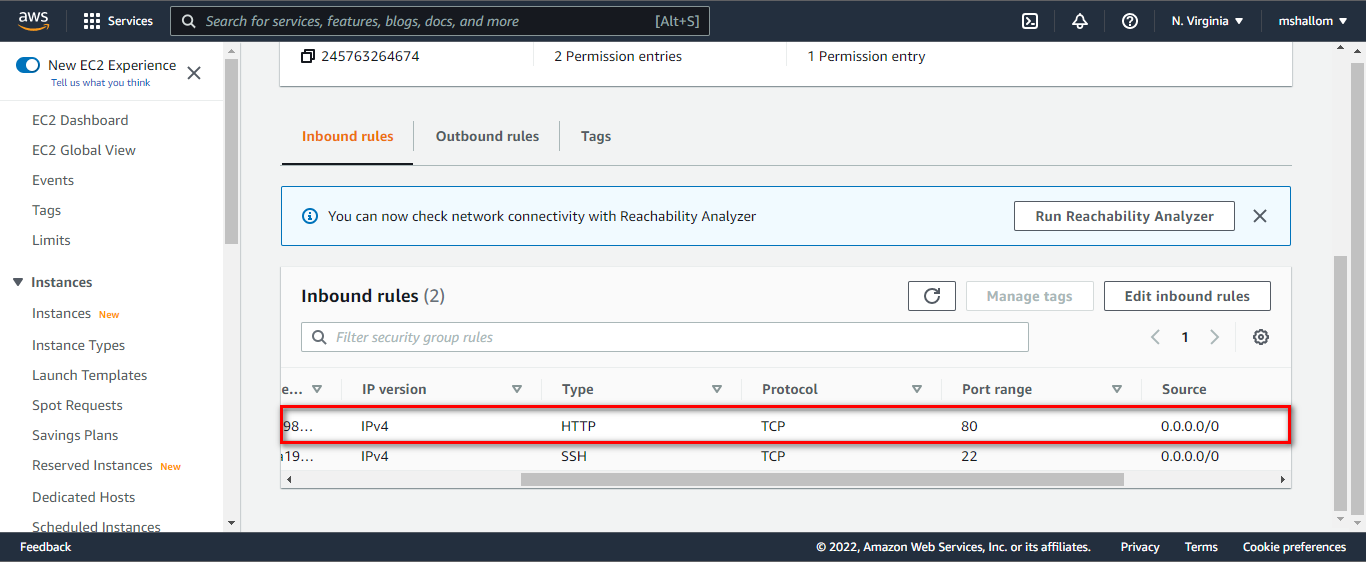 aws Services Search for services, features, blogs, docs, and more [Alt+S] N. Virginia mshallom
New EC2 Experience
Tell us what you think
EC2 Dashboard
EC2 Global View
Events
Tags
Limits
Instances
Instances New
Instance Types
Launch Templates
Spot Requests
Savings Plans
Reserved Instances New
Dedicated Hosts
Scheduled Instances
245763264674 2 Permission entries 1 Permission entry
Inbound rules Outbound rules Tags
You can now check network connectivity with Reachability Analyzer Run Reachability Analyzer
Inbound rules (2) Manage tags Edit inbound rules
Filter security group rules 1
e... IP version Type Protocol Port range Source
98... IPv4 HTTP TCP 80 0.0.0.0/0
a19... IPv4 SSH TCP 22 0.0.0.0/0
Feedback © 2022, Amazon Web Services, Inc. or its affiliates. Privacy Terms Cookie preferences